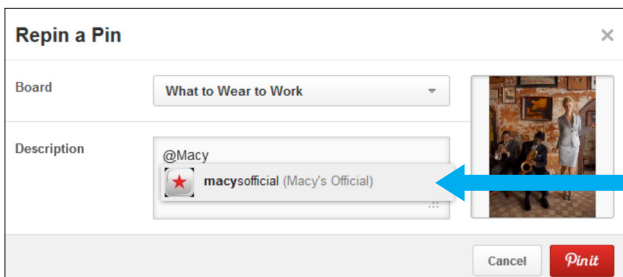 Repin a Pin
Board
What to Wear to Work
Description
@Macy
macysofficial (Macy's Official)
Cancel
Pin it